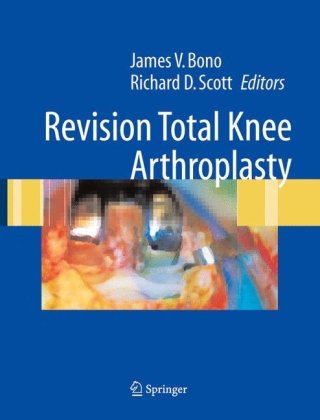 James V. Bono
Richard D. Scott Editors
Revision Total Knee
Arthroplasty
Springer